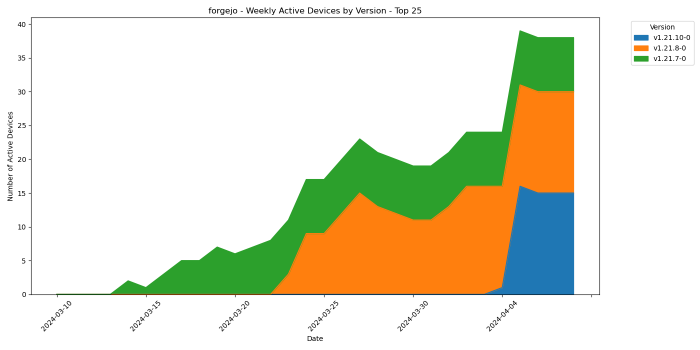 forgejo - Weekly Active Devices by Version - Top 25
Version
v1.21.10-0
v1.21.8-0
v1.21.7-0
Number of Active Devices
40
35
30
25
20
15
10
5
0
2024-03-10
2024-03-15
2024-03-20
2024-03-25
2024-03-30
2024-04-04
Date